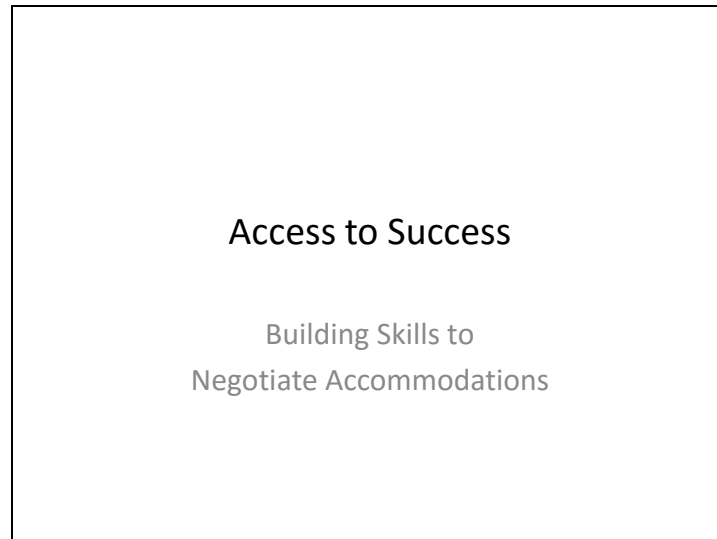 Access to Success
Building Skills to
Negotiate Accommodations